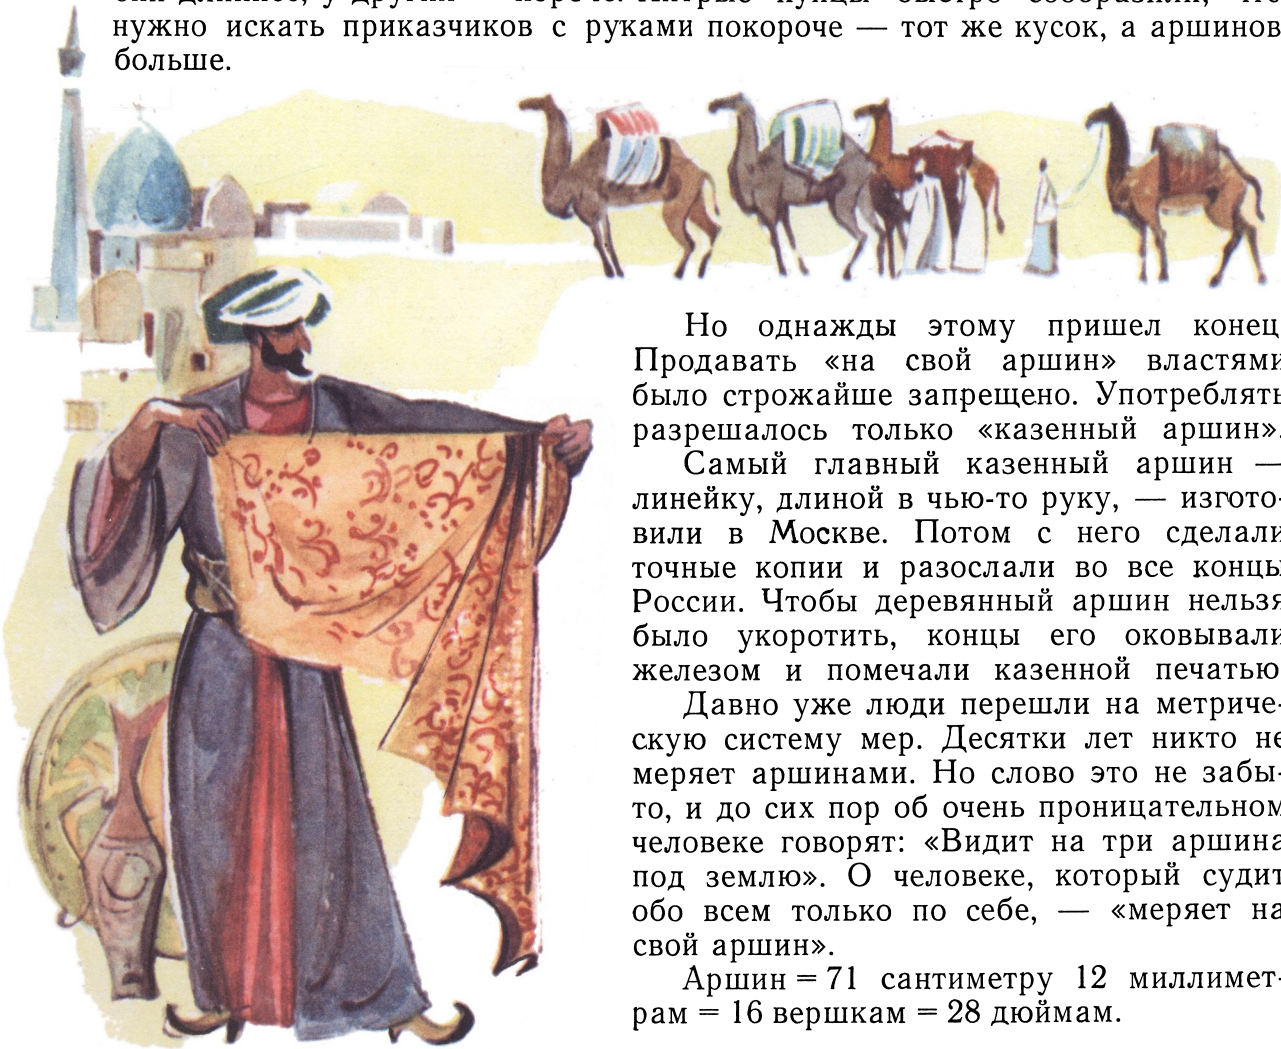 нужно искать приказчиков с руками покороче — тот же кусок, а аршинов
больше.
Но однажды этому пришел конец
Продавать «на свой аршин» властями
было строжайше запрещено. Употреблять
разрешалось только «казенный аршин».
Самый главный казенный аршин —
линейку, длиной в чью-то руку, — изгото-
вили в Москве. Потом с него сделали
точные копии и разослали во все концы
России. Чтобы деревянный аршин нельзя
было укоротить, концы его оковывали
железом и помечали казенной печатью
Давно уже люди перешли на метриче-
скую систему мер. Десятки лет никто не
меряет аршинами. Но слово это не забы-
то, и до сих пор об очень проницательном
человеке говорят: «Видит на три аршина
под землю». О человеке, который судит
обо всем только по себе, — «меряет на
свой аршин».
Аршин = 71 сантиметру 12 миллимет-
рам = 16 вершкам = 28 дюймам.